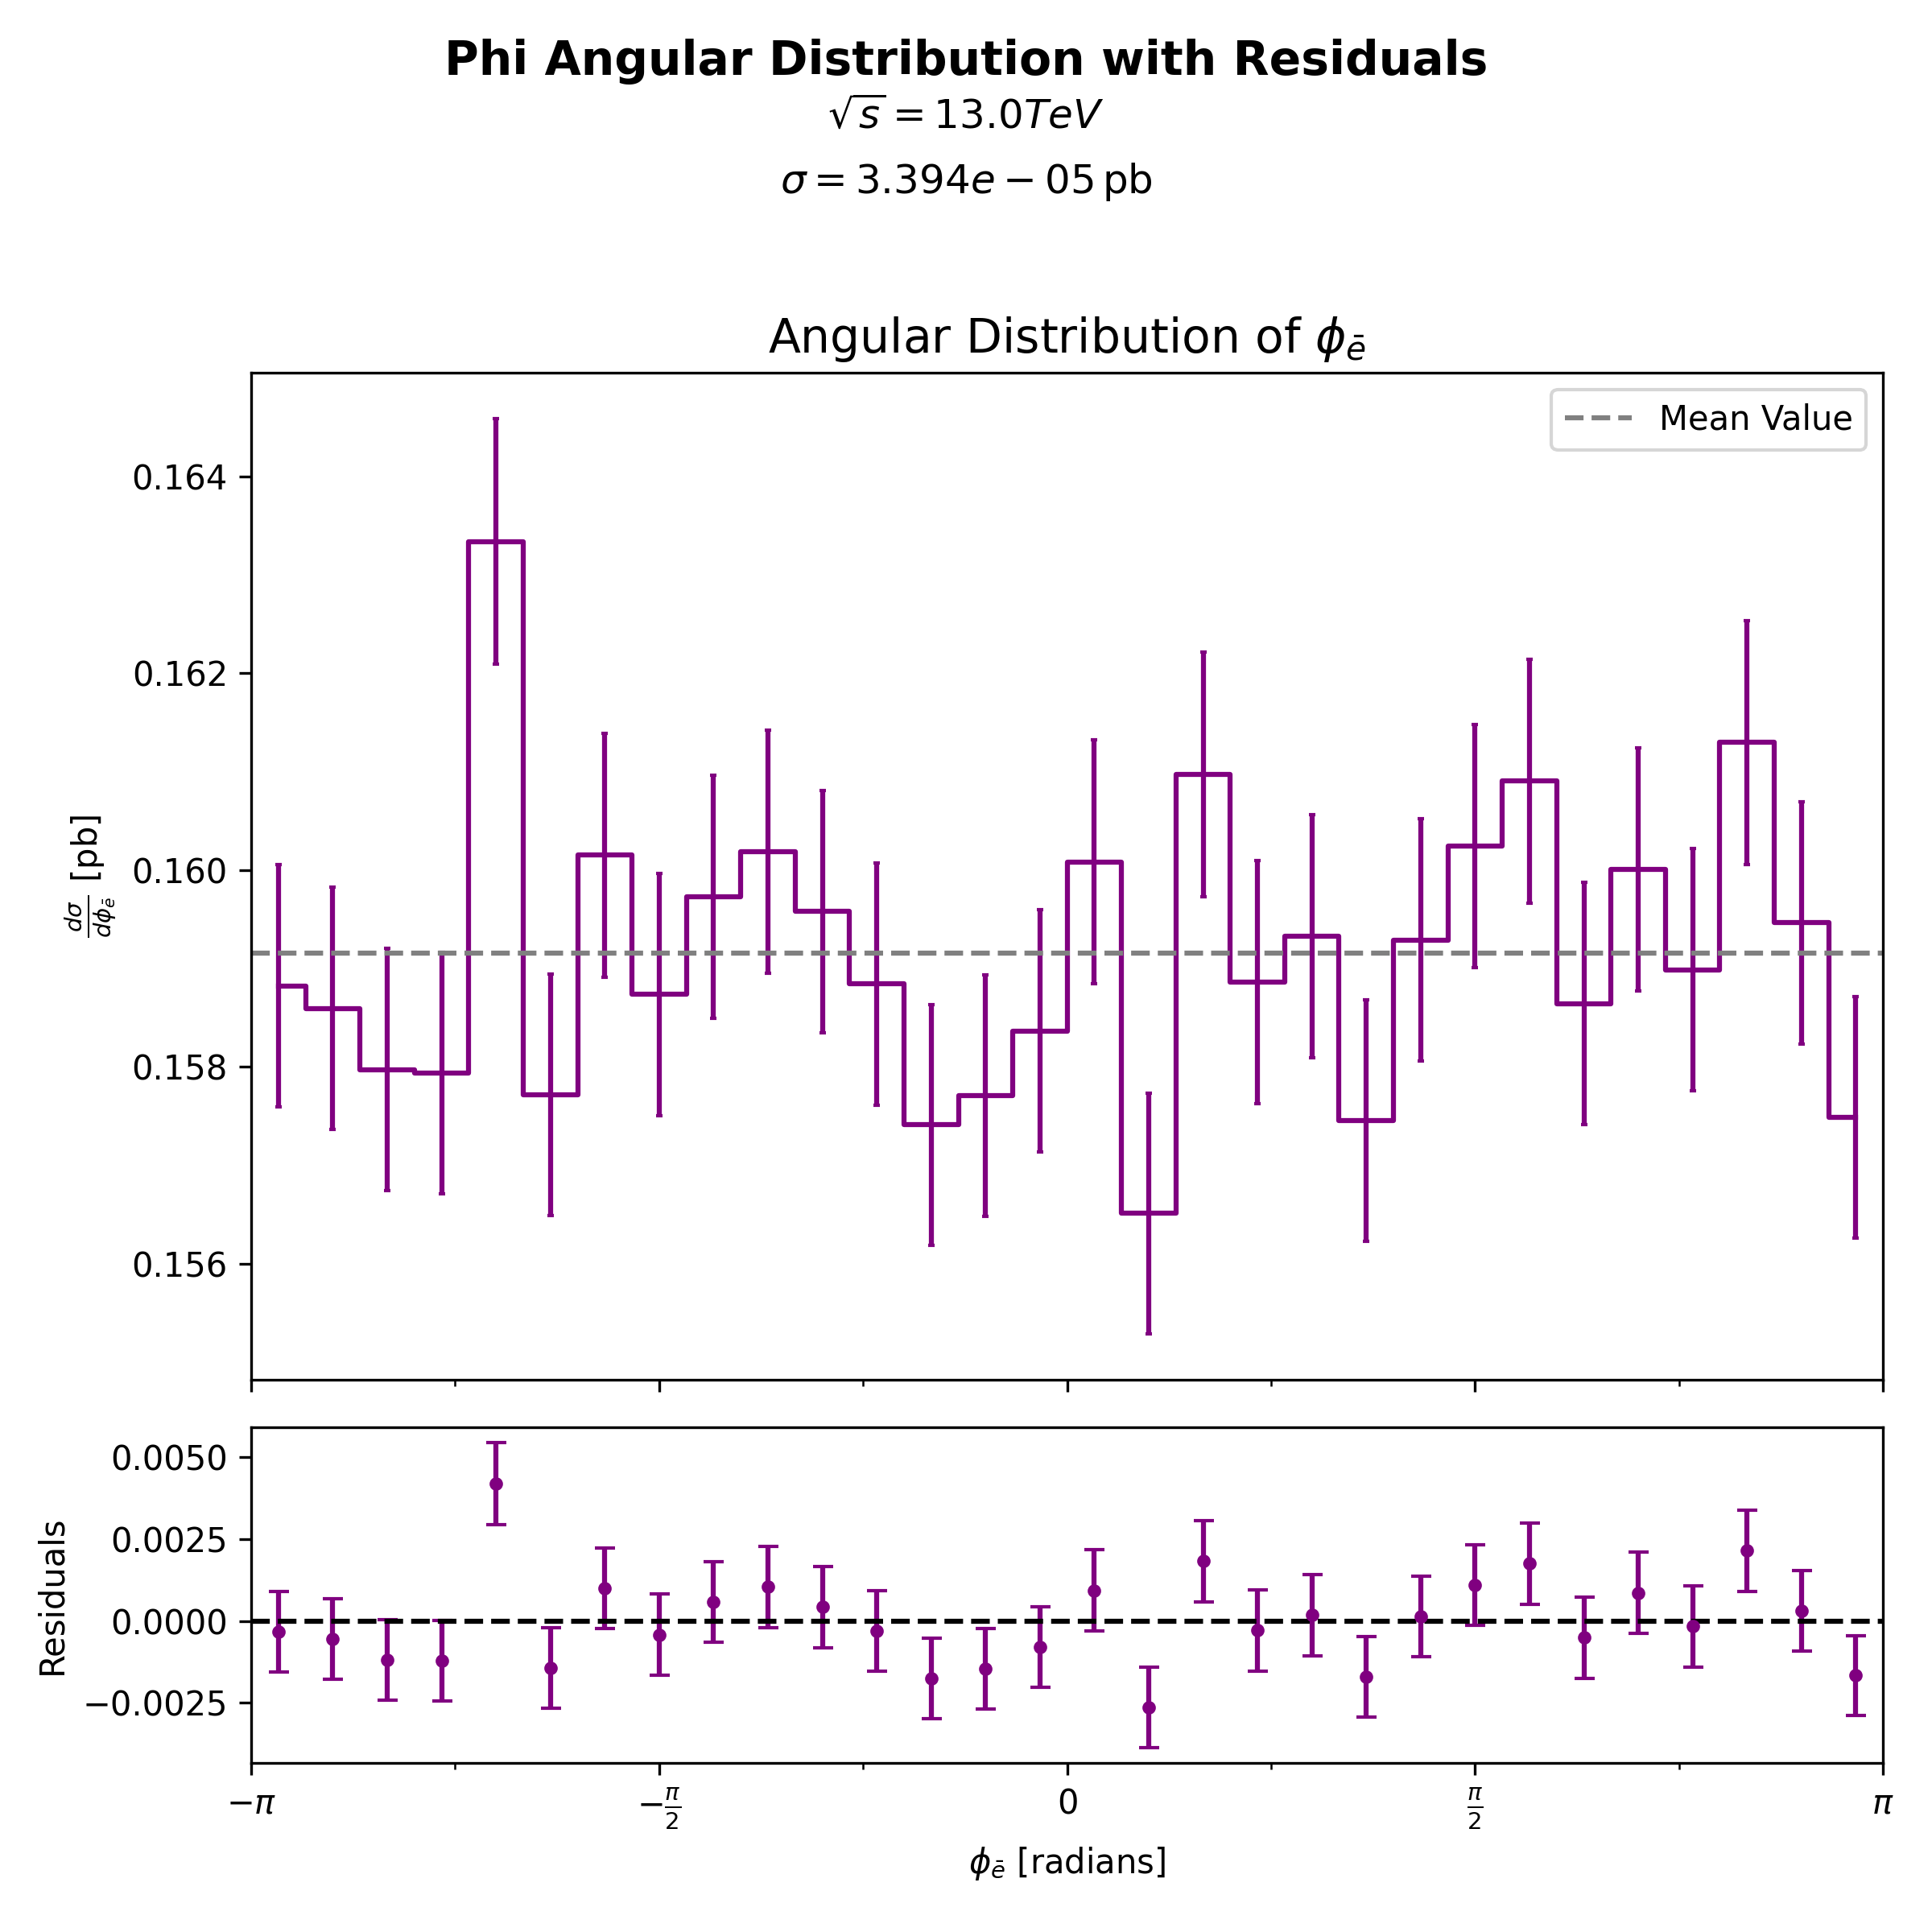 Phi Angular Distribution with Residuals
√s = 13.0TeV
σ = 3.394e − 05 pb
Angular Distribution of ϕ_ē
Mean Value
0.164
0.162
0.160
0.158
0.156
dσ/dϕ_ē [pb]
0.0050
0.0025
0.0000
−0.0025
Residuals
−π
−π/2
0
π/2
π
ϕ_ē [radians]